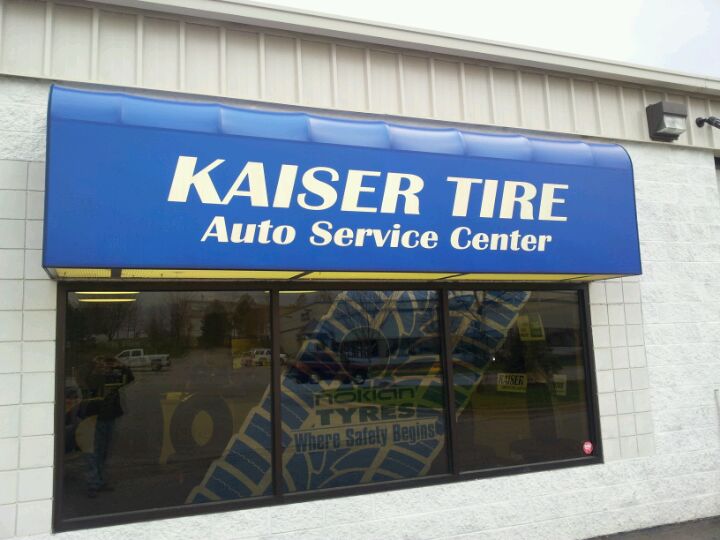 KAISER TIRE
Auto Service Center
nokian
TYRES
Where Safety Begins
KAISER